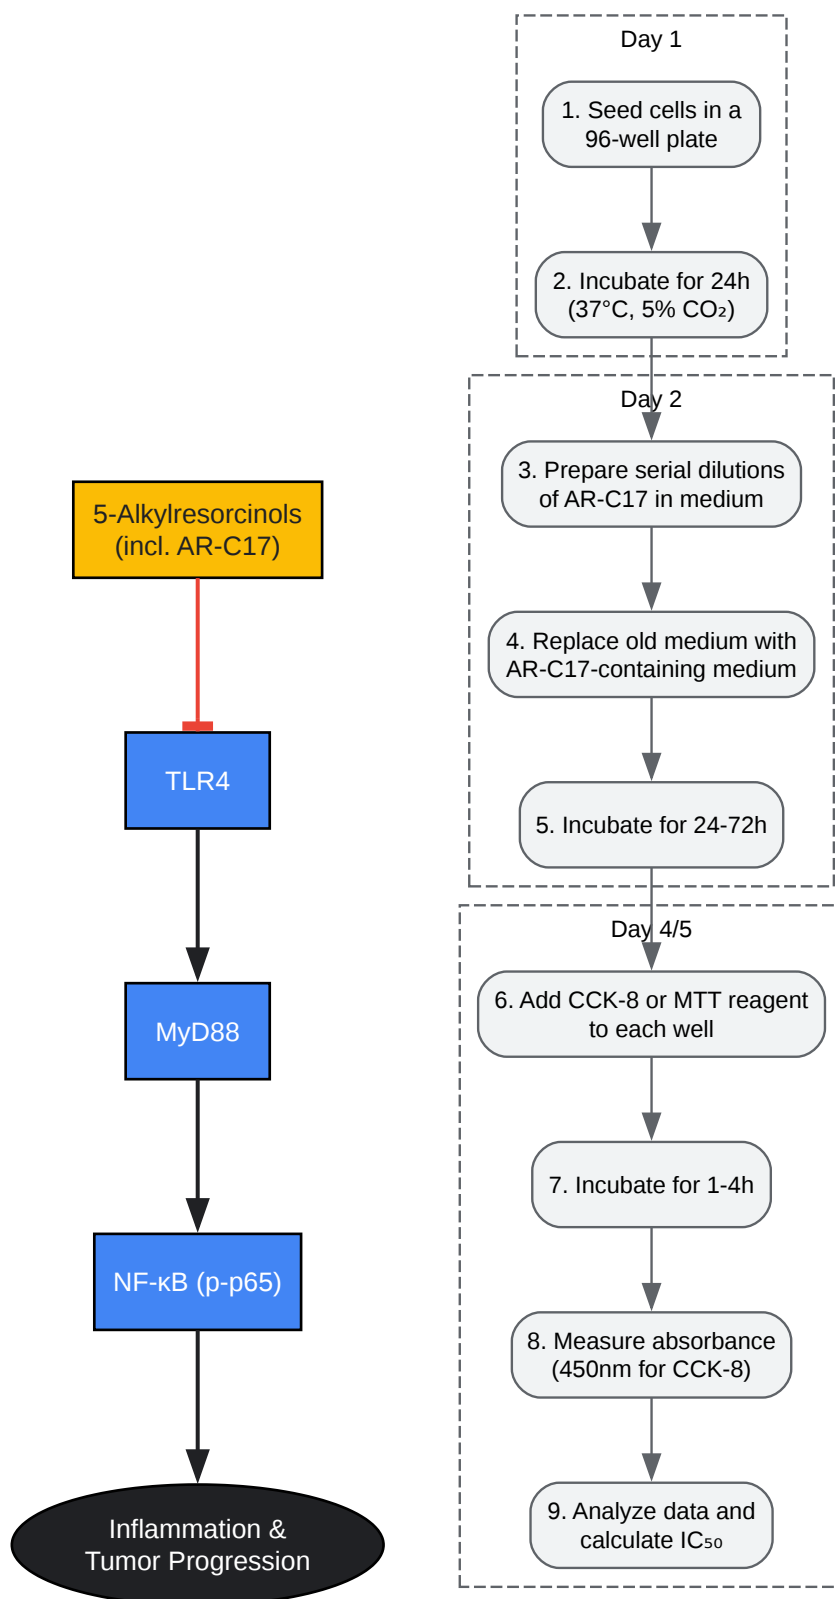 5-Alkylresorcinols
(incl. AR-C17)
TLR4
MyD88
NF-κB (p-p65)
Inflammation &
Tumor Progression
Day 1
1. Seed cells in a
96-well plate
2. Incubate for 24h
(37°C, 5% CO₂)
Day 2
3. Prepare serial dilutions
of AR-C17 in medium
4. Replace old medium with
AR-C17-containing medium
5. Incubate for 24-72h
Day 4/5
6. Add CCK-8 or MTT reagent
to each well
7. Incubate for 1-4h
8. Measure absorbance
(450nm for CCK-8)
9. Analyze data and
calculate IC₅₀